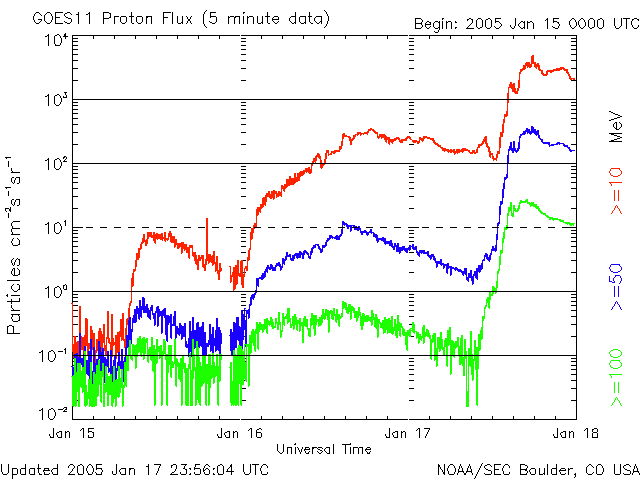 GOES11 Proton Flux (5 minute data)
Begin: 2005 Jan 15 0000 UTC
Particles cm⁻²s⁻¹sr⁻¹
10⁴
10³
10²
10¹
10⁰
10⁻¹
10⁻²
MeV
>=10
>=50
>=100
Jan 15
Jan 16
Jan 17
Jan 18
Universal Time
Updated 2005 Jan 17 23:56:04 UTC
NOAA/SEC Boulder, CO USA